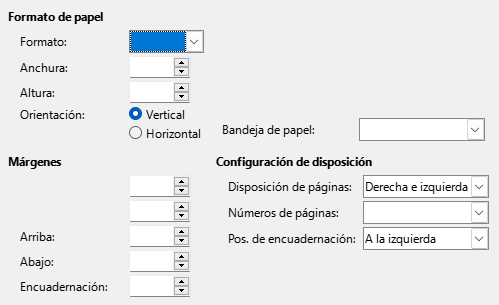 Formato de papel
Formato:
Anchura:
Altura:
Orientación:
Vertical
Horizontal
Bandeja de papel:
Márgenes
Arriba:
Abajo:
Encuadernación:
Configuración de disposición
Disposición de páginas:
Derecha e izquierda
Números de páginas:
Pos. de encuadernación:
A la izquierda